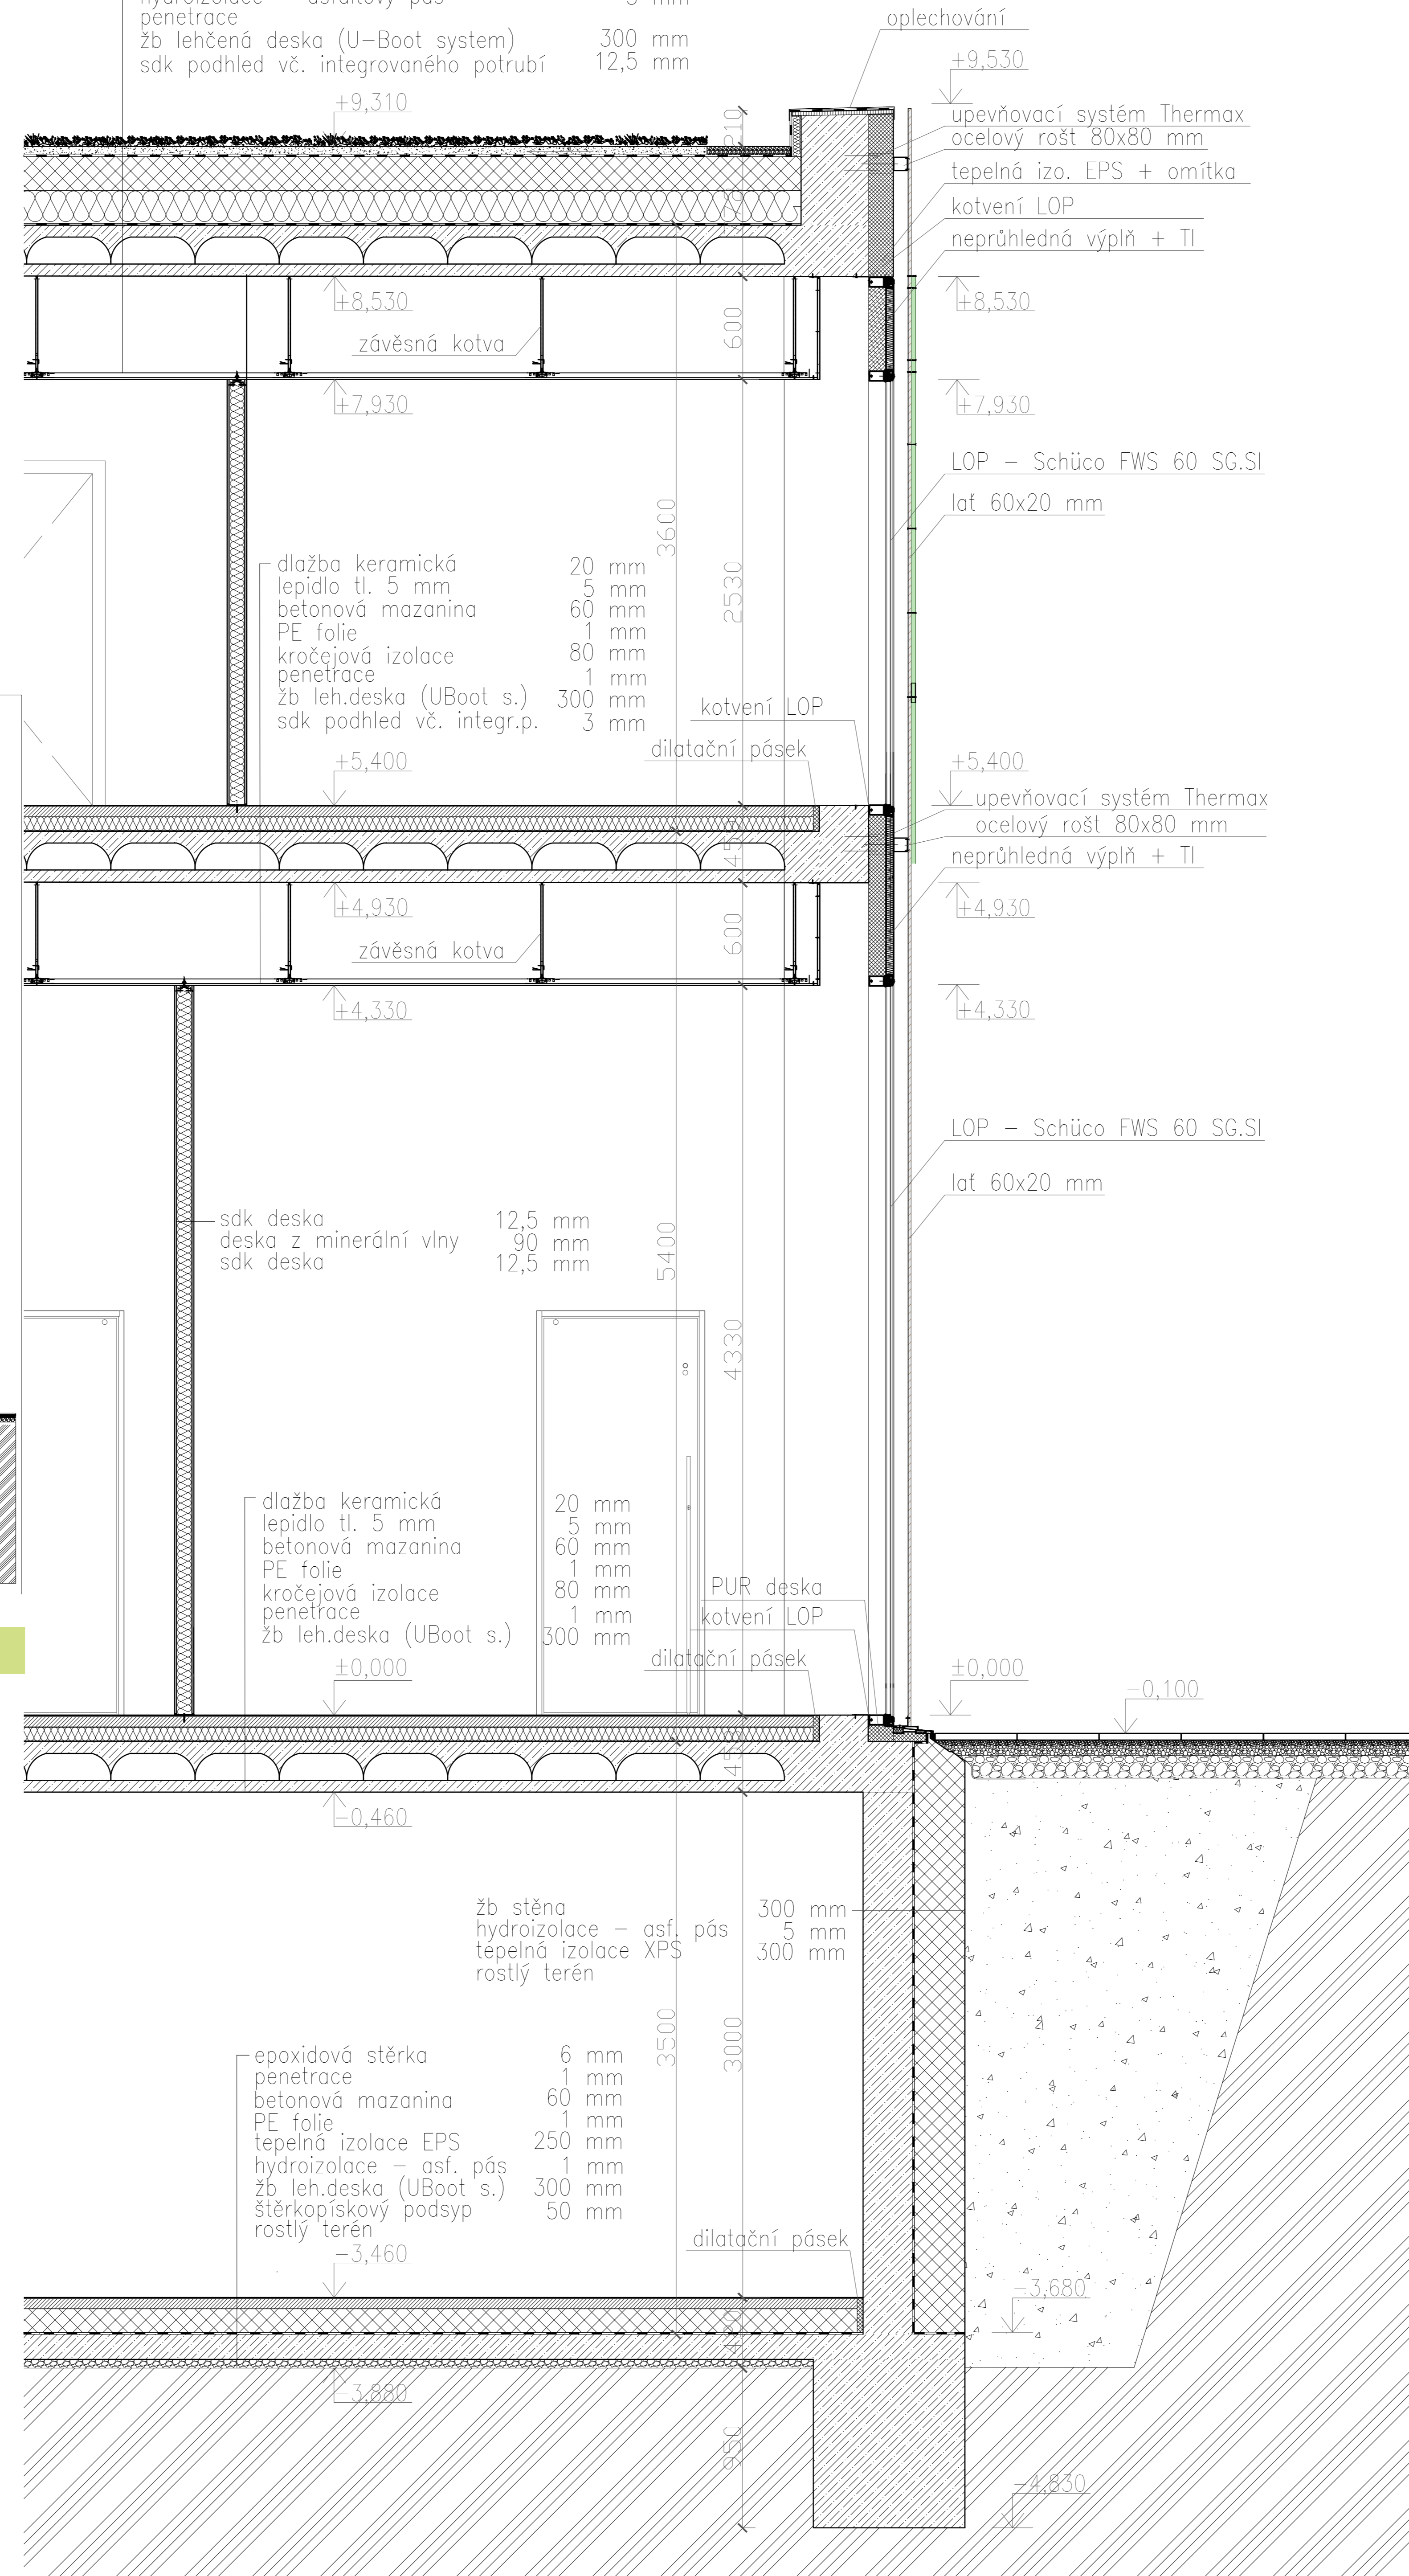 penetrace
žb lehčená deska (U-Boot system) 300 mm
sdk podhled vč. integrovaného potrubí 12,5 mm
oplechování
+9,530
+9,310
210
upevňovací systém Thermax
ocelový rošt 80x80 mm
tepelná izo. EPS + omítka
kotvení LOP
neprůhledná výplň + TI
+8,530
+8,530
600
závěsná kotva
+7,930
+7,930
LOP – Schüco FWS 60 SG.SI
lať 60x20 mm
3600
2530
dlažba keramická 20 mm
lepidlo tl. 5 mm 5 mm
betonová mazanina 60 mm
PE folie 1 mm
kročejová izolace 80 mm
penetrace 1 mm
žb leh.deska (UBoot s.) 300 mm
sdk podhled vč. integr.p. 3 mm
kotvení LOP
dilatační pásek
+5,400
+5,400
upevňovací systém Thermax
ocelový rošt 80x80 mm
neprůhledná výplň + TI
+4,930
+4,930
600
závěsná kotva
+4,330
+4,330
LOP – Schüco FWS 60 SG.SI
lať 60x20 mm
sdk deska 12,5 mm
deska z minerální vlny 90 mm
sdk deska 12,5 mm
5400
4330
dlažba keramická 20 mm
lepidlo tl. 5 mm 5 mm
betonová mazanina 60 mm
PE folie 1 mm
kročejová izolace 80 mm
penetrace 1 mm
žb leh.deska (UBoot s.) 300 mm
PUR deska
kotvení LOP
dilatační pásek
±0,000
±0,000
–0,100
–0,460
žb stěna 300 mm
hydroizolace – asf. pás 5 mm
tepelná izolace XPS 300 mm
rostlý terén
3500
3000
epoxidová stěrka 6 mm
penetrace 1 mm
betonová mazanina 60 mm
PE folie 1 mm
tepelná izolace EPS 250 mm
hydroizolace – asf. pás 1 mm
žb leh.deska (UBoot s.) 300 mm
štěrkopískový podsyp 50 mm
rostlý terén
dilatační pásek
–3,460
–3,680
–3,880
950
–4,830